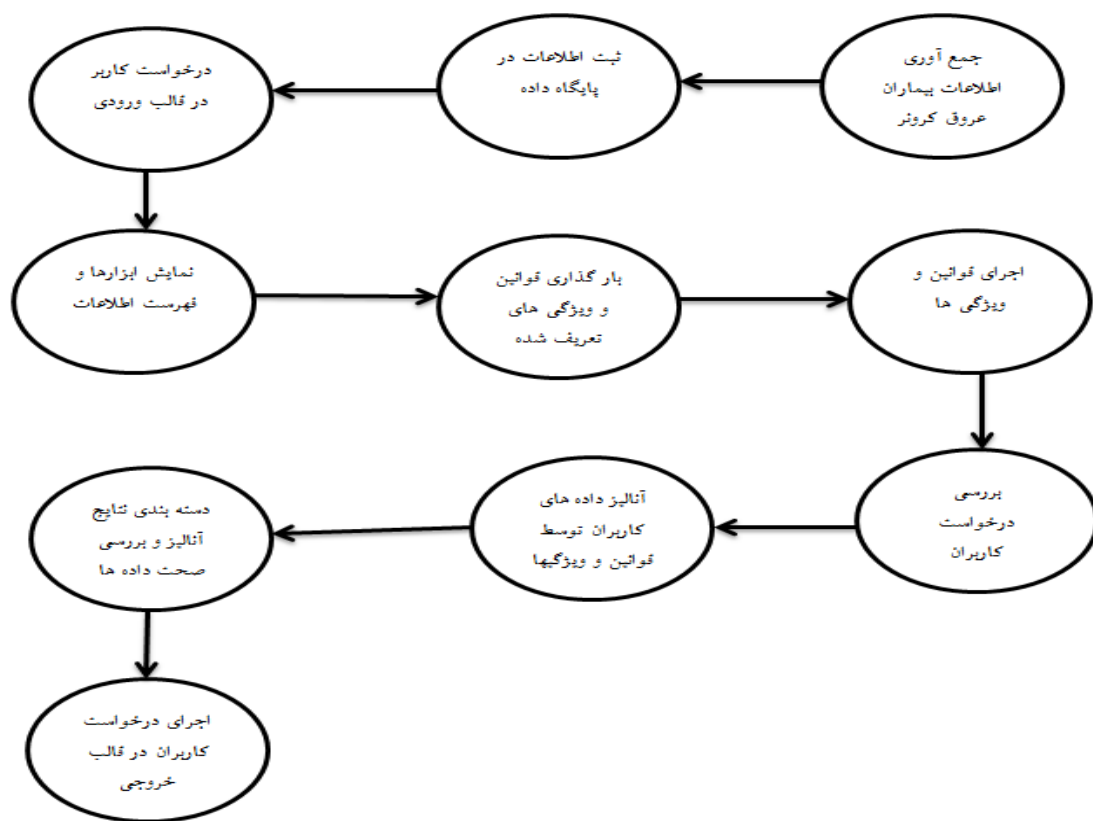 جمع آوری
اطلاعات بیماران
عروق کرونر
ثبت اطلاعات در
پایگاه داده
درخواست کاربر
در قالب ورودی
نمایش ابزارها و
فهرست اطلاعات
بار گذاری قوانین
و ویژگی های
تعریف شده
اجرای قوانین و
ویژگی ها
بررسی
درخواست
کاربران
آنالیز داده های
کاربران توسط
قوانین و ویژگیها
دسته بندی نتایج
آنالیز و بررسی
صحت داده ها
اجرای درخواست
کاربران در قالب
خروجی